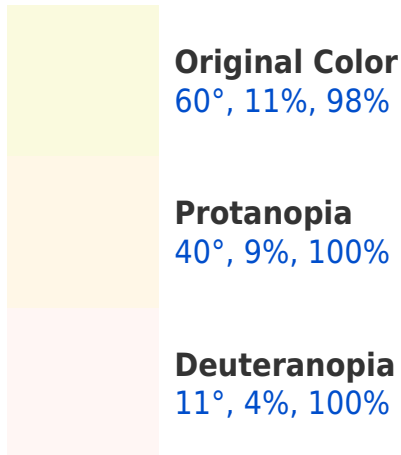 Original Color
60°, 11%, 98%
Protanopia
40°, 9%, 100%
Deuteranopia
11°, 4%, 100%